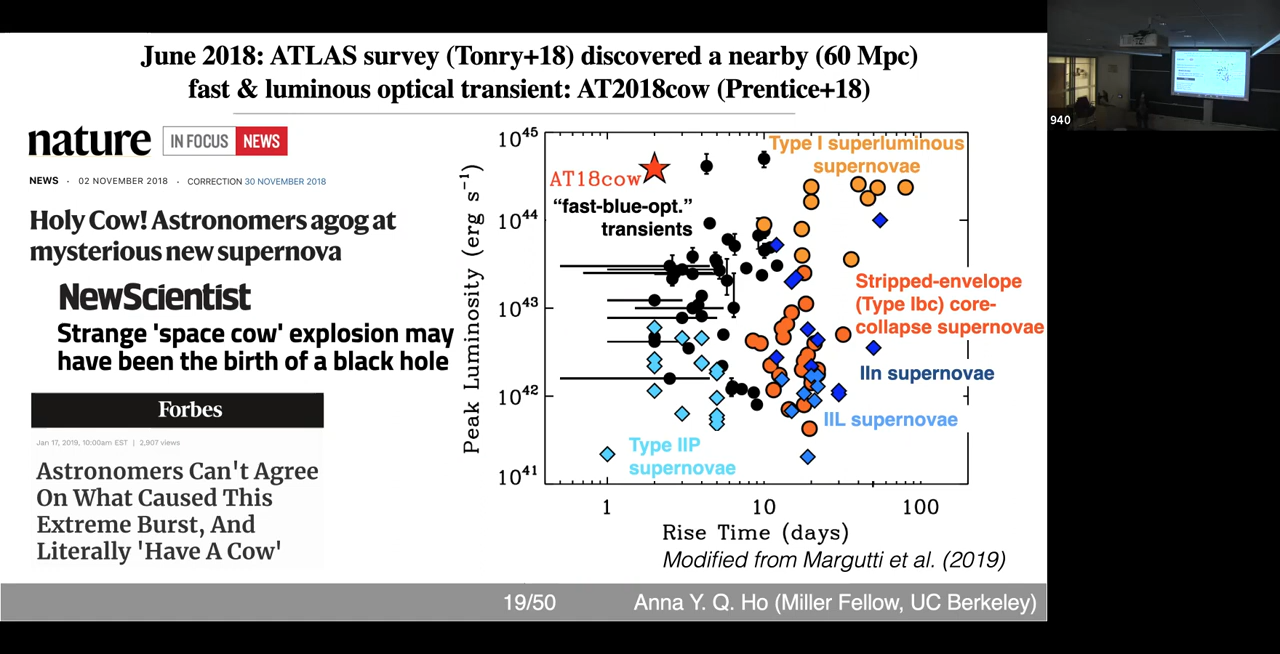 June 2018: ATLAS survey (Tonry+18) discovered a nearby (60 Mpc)
fast & luminous optical transient: AT2018cow (Prentice+18)
nature IN FOCUS NEWS
NEWS · 02 NOVEMBER 2018 · CORRECTION 30 NOVEMBER 2018
Holy Cow! Astronomers agog at
mysterious new supernova
NewScientist
Strange 'space cow' explosion may
have been the birth of a black hole
Forbes
Jan 17, 2019, 10:00am EST | 2,907 views
Astronomers Can't Agree
On What Caused This
Extreme Burst, And
Literally 'Have A Cow'
Peak Luminosity (erg s⁻¹)
10⁴⁵
10⁴⁴
10⁴³
10⁴²
10⁴¹
Type I superluminous
supernovae
AT18cow
“fast-blue-opt.”
transients
Stripped-envelope
(Type Ibc) core-
collapse supernovae
IIn supernovae
IIL supernovae
Type IIP
supernovae
1 10 100
Rise Time (days)
Modified from Margutti et al. (2019)
19/50 Anna Y. Q. Ho (Miller Fellow, UC Berkeley)
940